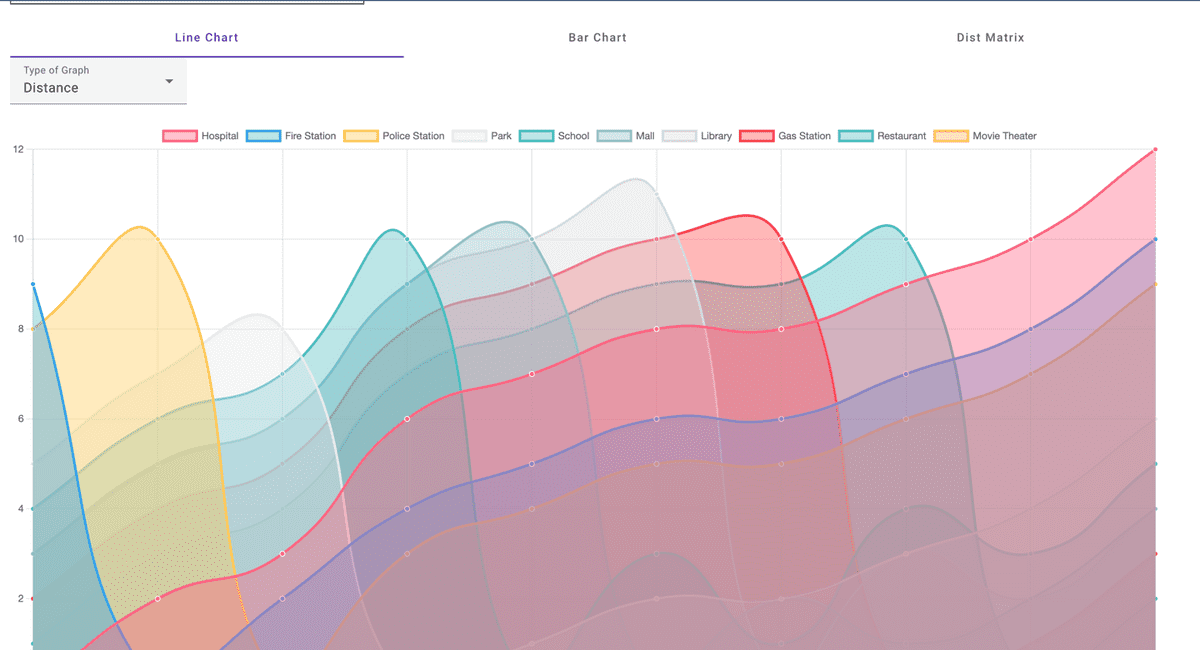 Line Chart Bar Chart Dist Matrix
Type of Graph
Distance
Hospital Fire Station Police Station Park School Mall Library Gas Station Restaurant Movie Theater
12
10
8
6
4
2